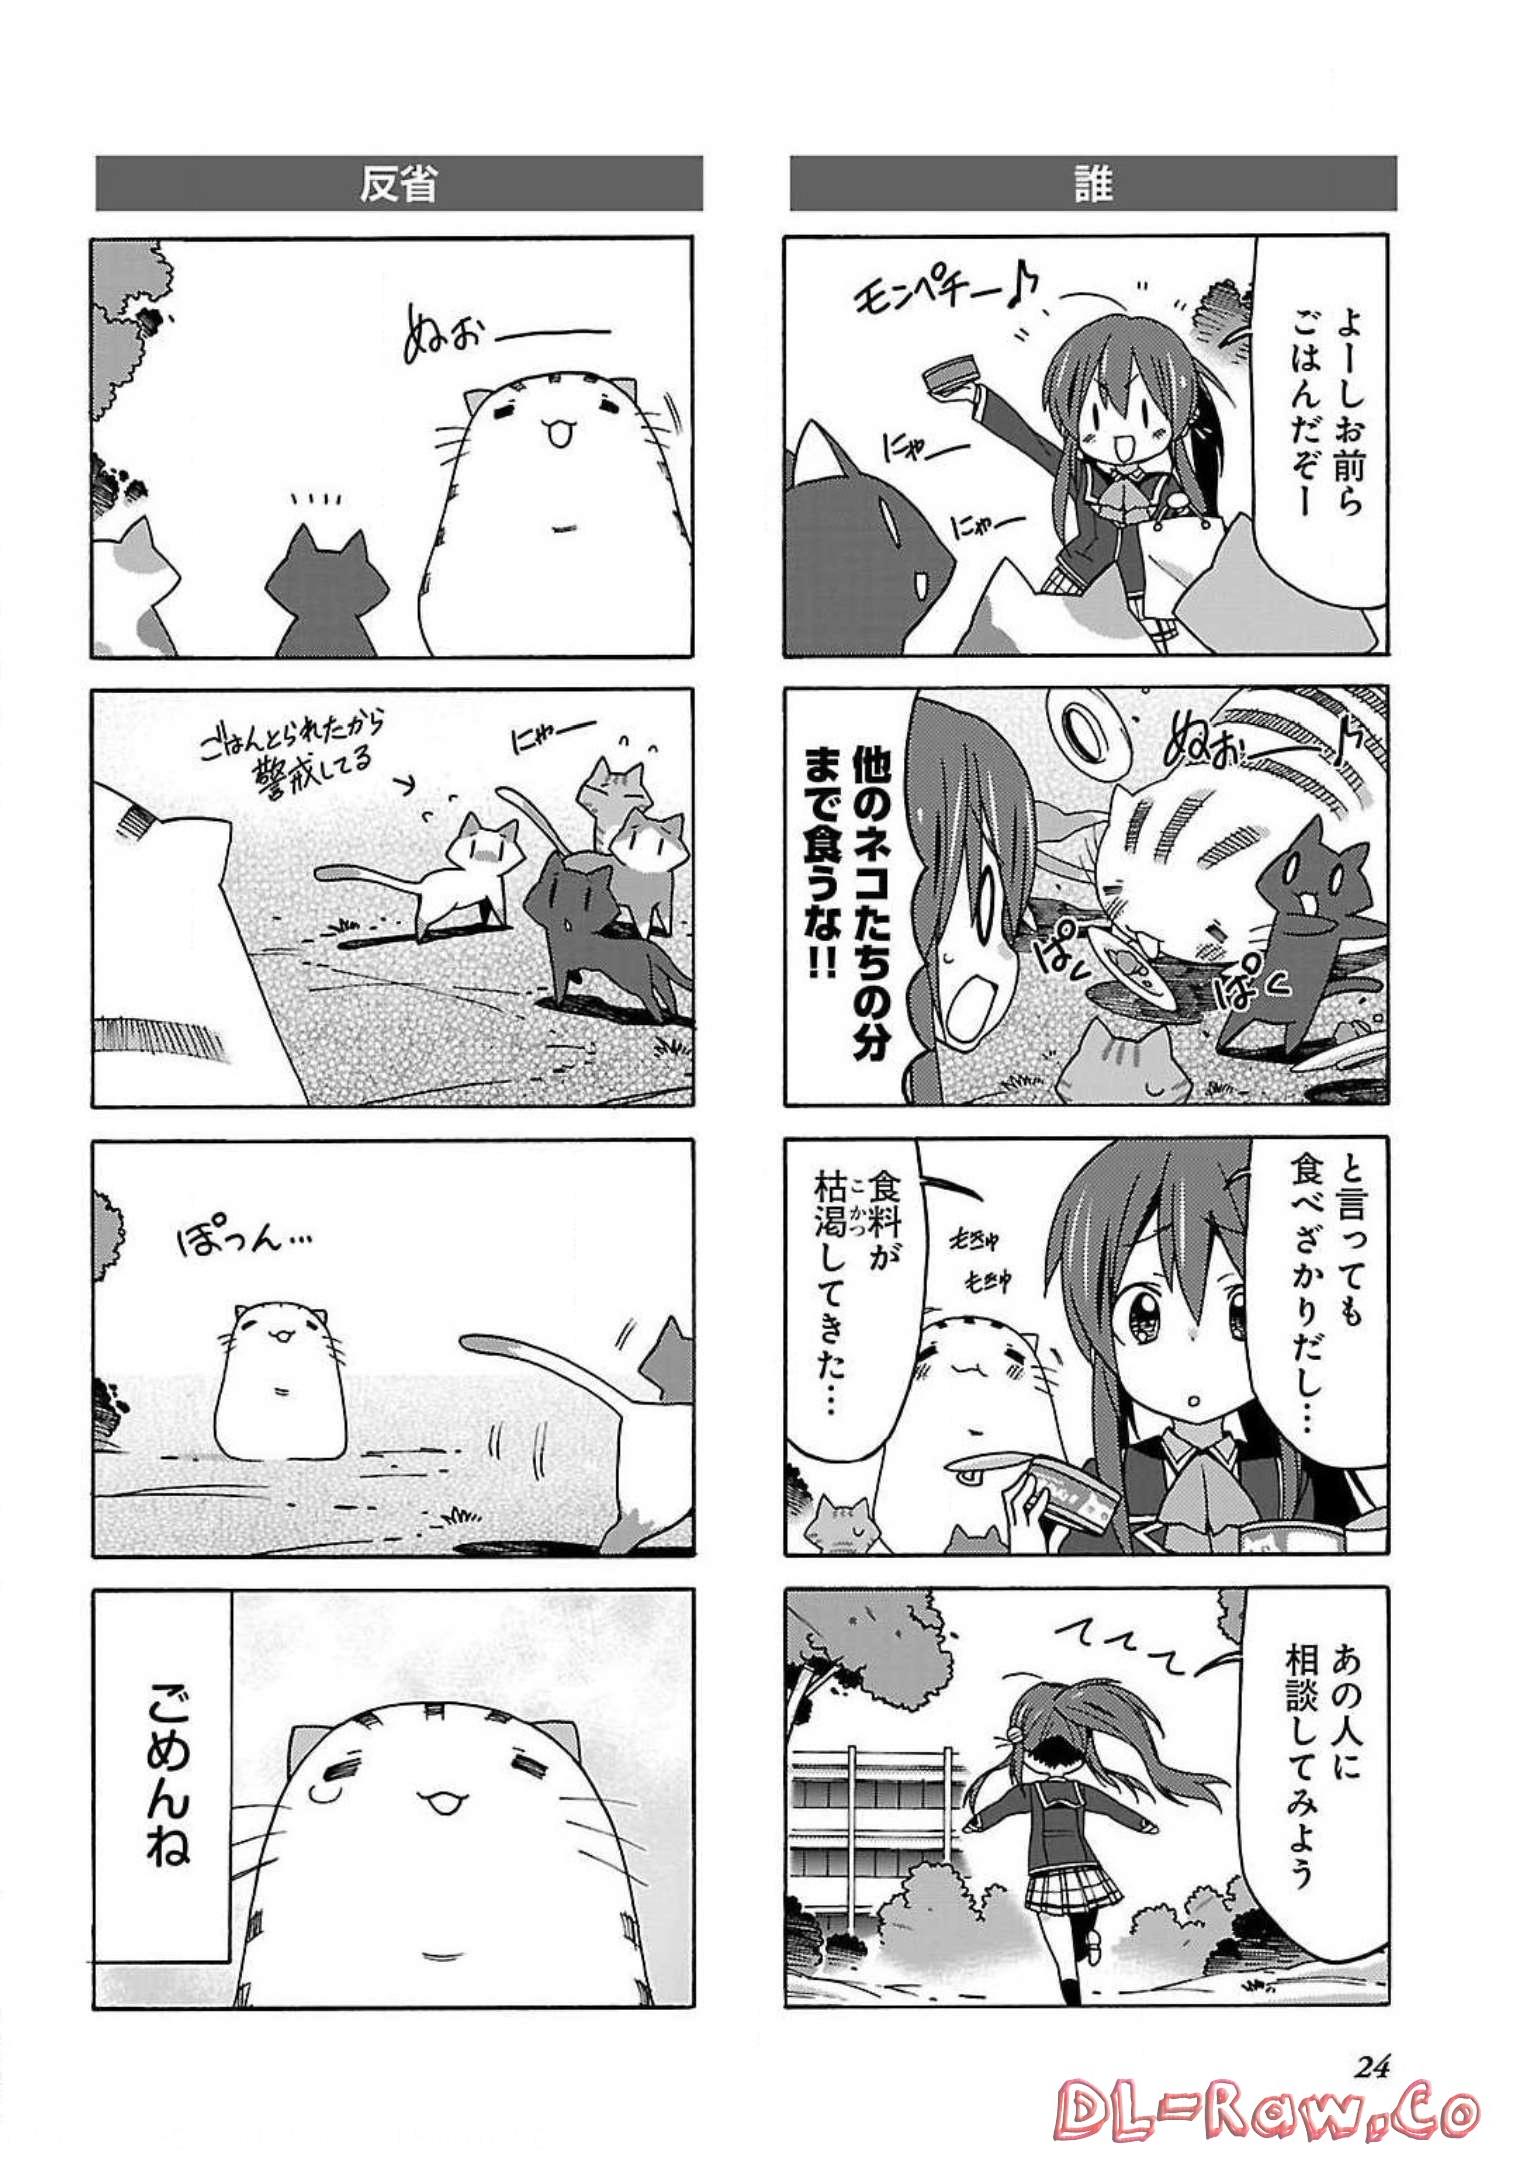 誰
よーしお前ら
ごはんだぞー
モンペチー♪
にゃー
にゃー
ぬおー♪
ぱく
ぱく
他のネコたちの分
まで食うな!!
と言っても
食べざかりだし…
もきゅ
もきゅ
食料が
枯渇してきた…
こかつ
あの人に
相談してみよう
てててて
反省
ぬおー
にゃー
ごはんとられたから
警戒してる
ぽつん…
ごめんね
24
DL-Raw.Co